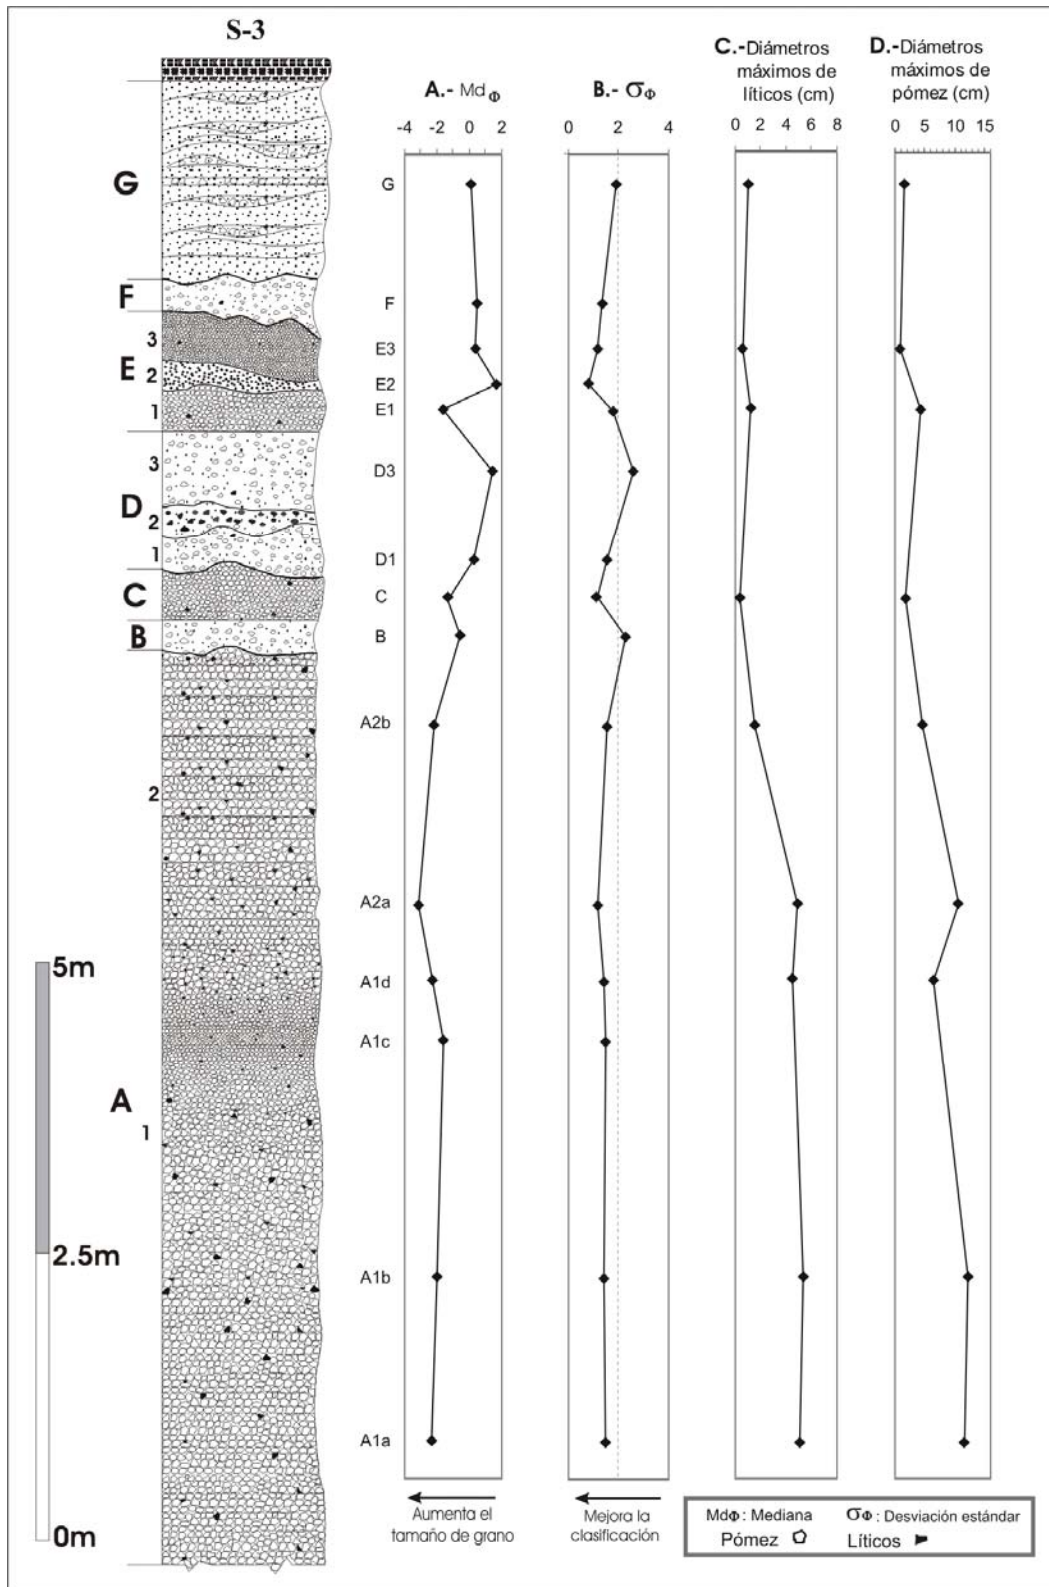 S-3
A.- MdΦ
-4 -2 0 2
B.- σΦ
0 2 4
C.-Diámetros
máximos de
líticos (cm)
0 2 4 6 8
D.-Diámetros
máximos de
pómez (cm)
0 5 10 15
G
F
3
E 2
1
3
D 2
1
C
B
2
A
1
G
F
E3
E2
E1
D3
D1
C
B
A2b
A2a
A1d
A1c
A1b
A1a
5m
2.5m
0m
Aumenta el
tamaño de grano
Mejora la
clasificación
MdΦ : Mediana σΦ : Desviación estándar
Pómez Líticos